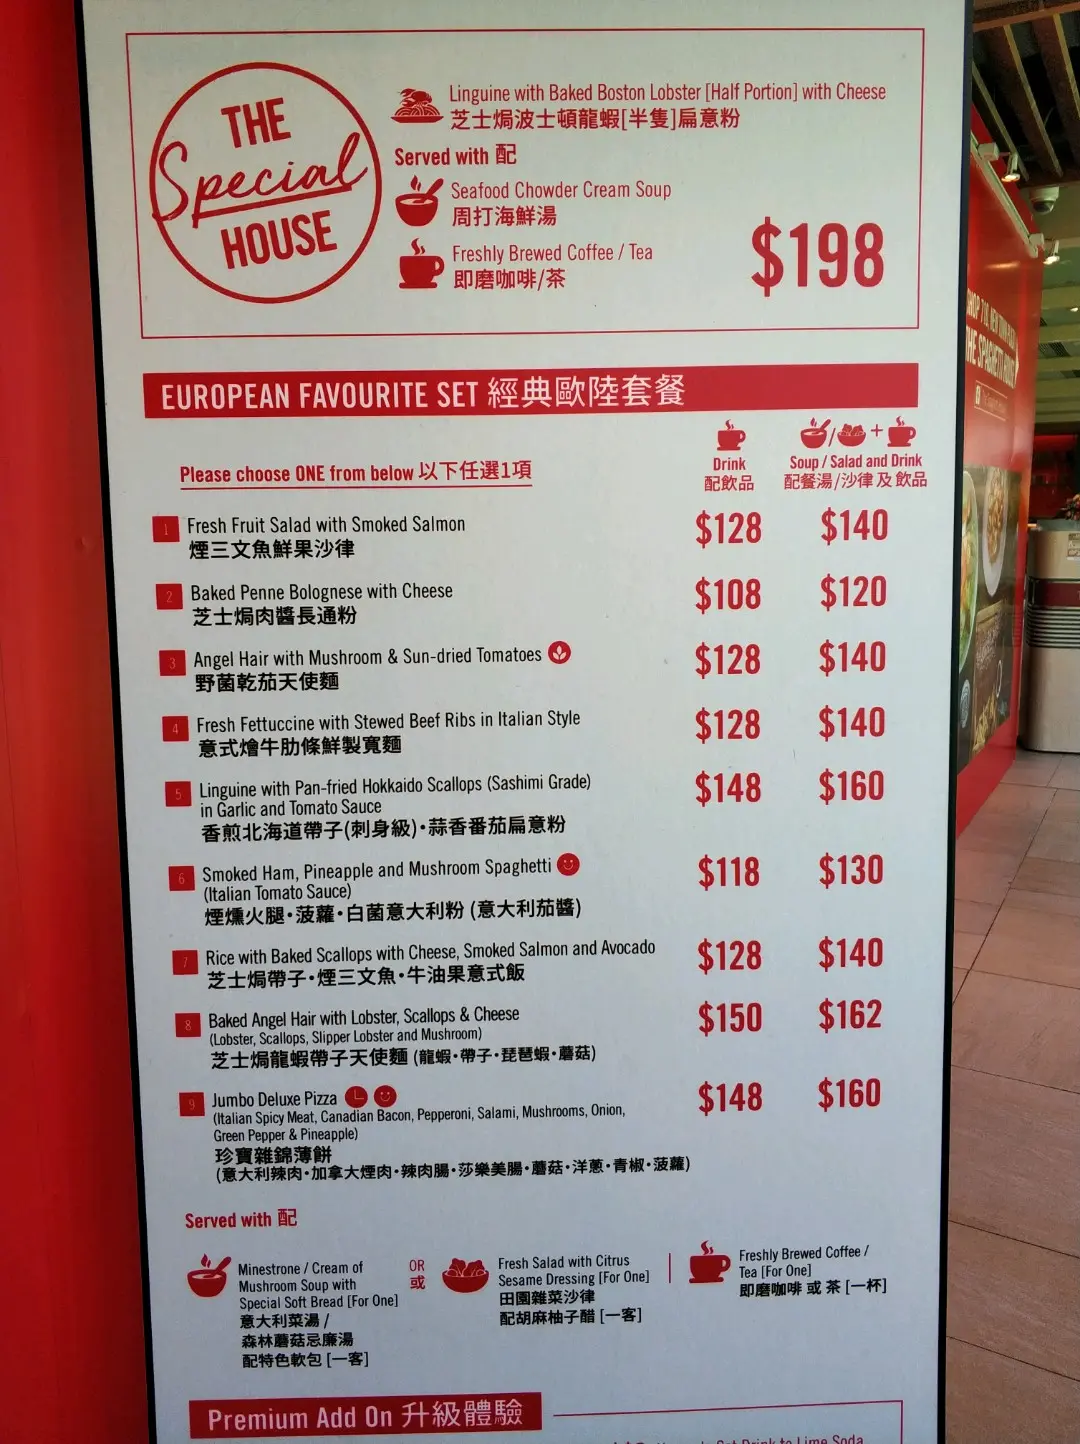 THE
Special
HOUSE
Linguine with Baked Boston Lobster [Half Portion] with Cheese
芝士焗波士頓龍蝦[半隻]扁意粉
Served with 配
Seafood Chowder Cream Soup
周打海鮮湯
Freshly Brewed Coffee / Tea
即磨咖啡/茶
$198
EUROPEAN FAVOURITE SET 經典歐陸套餐
Please choose ONE from below 以下任選1項
Drink
配飲品
Soup / Salad and Drink
配餐湯/沙律及飲品
1 Fresh Fruit Salad with Smoked Salmon $128 $140
煙三文魚鮮果沙律
2 Baked Penne Bolognese with Cheese $108 $120
芝士焗肉醬長通粉
3 Angel Hair with Mushroom & Sun-dried Tomatoes $128 $140
野菌乾茄天使麵
4 Fresh Fettuccine with Stewed Beef Ribs in Italian Style $128 $140
意式燴牛肋條鮮製寬麵
5 Linguine with Pan-fried Hokkaido Scallops (Sashimi Grade) $148 $160
in Garlic and Tomato Sauce
香煎北海道帶子(刺身級)·蒜香番茄扁意粉
6 Smoked Ham, Pineapple and Mushroom Spaghetti $118 $130
(Italian Tomato Sauce)
煙燻火腿·菠蘿·白菌意大利粉 (意大利茄醬)
7 Rice with Baked Scallops with Cheese, Smoked Salmon and Avocado $128 $140
芝士焗帶子·煙三文魚·牛油果意式飯
8 Baked Angel Hair with Lobster, Scallops & Cheese $150 $162
(Lobster, Scallops, Slipper Lobster and Mushroom)
芝士焗龍蝦帶子天使麵 (龍蝦·帶子·琵琶蝦·蘑菇)
9 Jumbo Deluxe Pizza $148 $160
(Italian Spicy Meat, Canadian Bacon, Pepperoni, Salami, Mushrooms, Onion,
Green Pepper & Pineapple)
珍寶雜錦薄餅
(意大利辣肉·加拿大煙肉·辣肉腸·莎樂美腸·蘑菇·洋蔥·青椒·菠蘿)
Served with 配
Minestrone / Cream of
Mushroom Soup with
Special Soft Bread [For One]
意大利菜湯 /
森林蘑菇忌廉湯
配特色軟包 [一客]
OR
或
Fresh Salad with Citrus
Sesame Dressing [For One]
田園雜菜沙律
配胡麻柚子醋 [一客]
Freshly Brewed Coffee /
Tea [For One]
即磨咖啡 或 茶 [一杯]
Premium Add On 升級體驗
Set Drink to Lime Soda
THE SPAGHETTI HOUSE